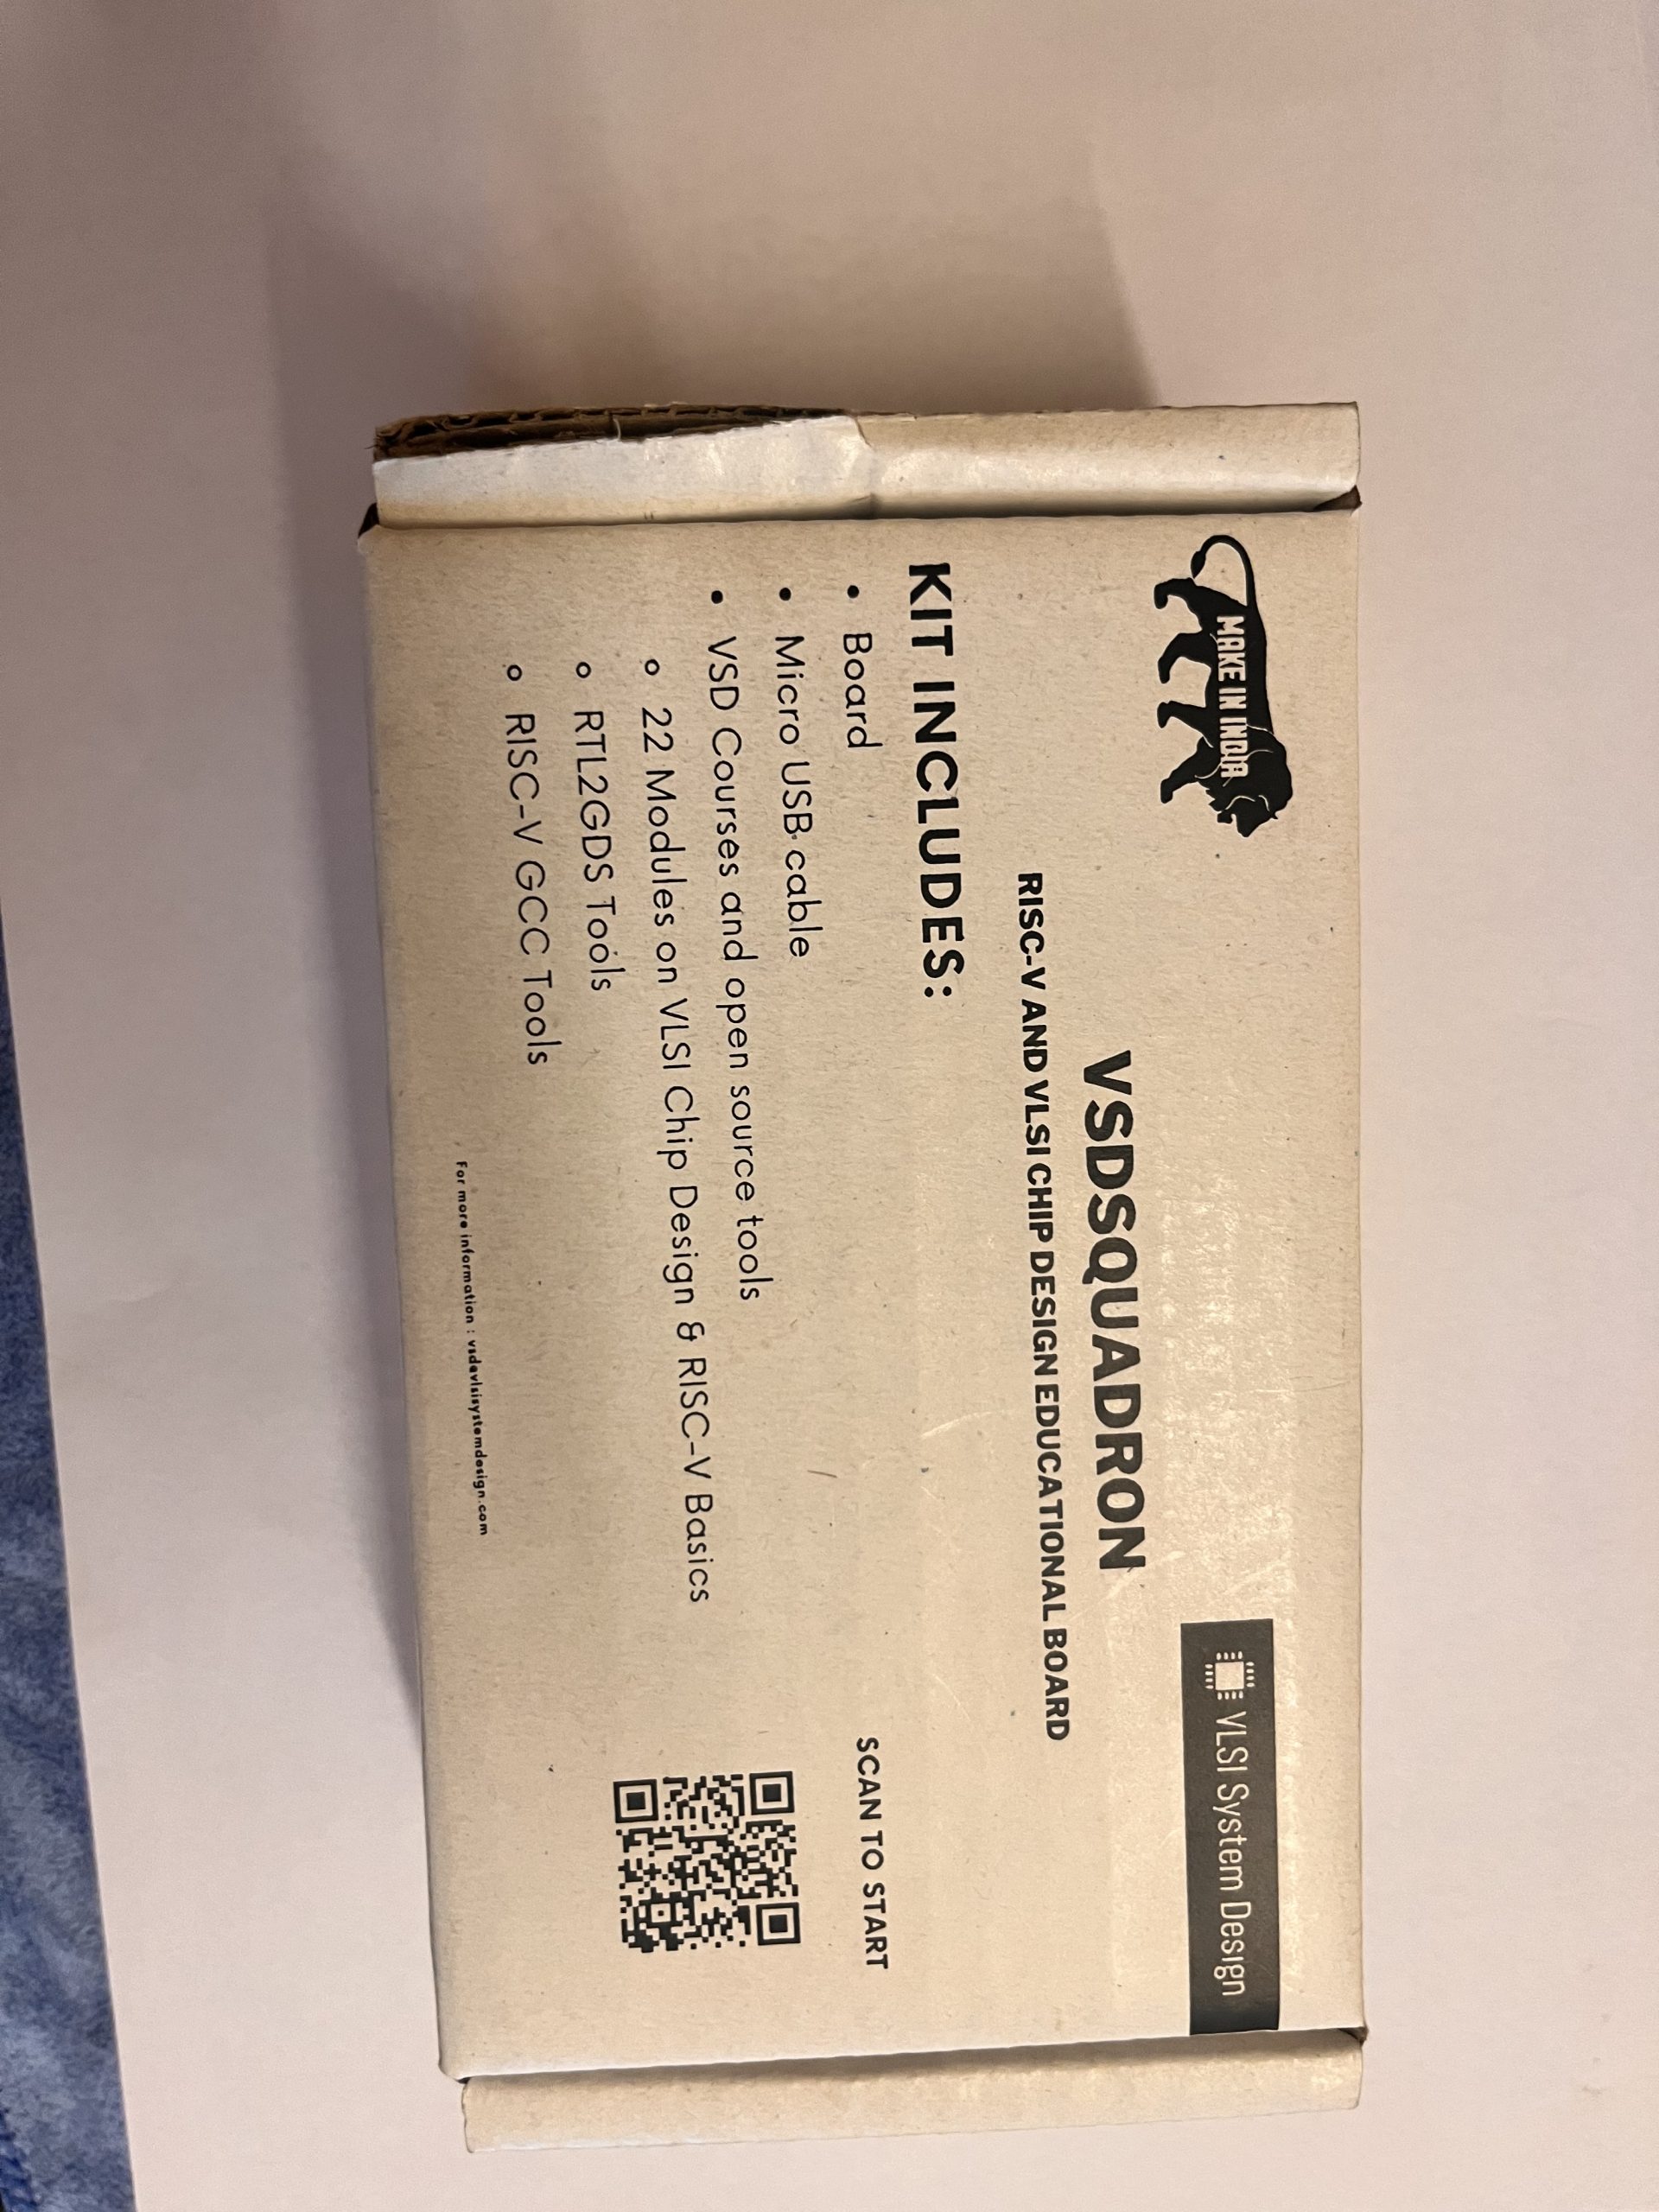 MAKE IN INDIA
VLSI System Design
VSDSQUADRON
RISC-V AND VLSI CHIP DESIGN EDUCATIONAL BOARD
KIT INCLUDES:
• Board
• Micro USB cable
• VSD Courses and open source tools
◦ 22 Modules on VLSI Chip Design & RISC-V Basics
◦ RTL2GDS Tools
◦ RISC-V GCC Tools
SCAN TO START
For more information : vsdevlsisystemdesign.com